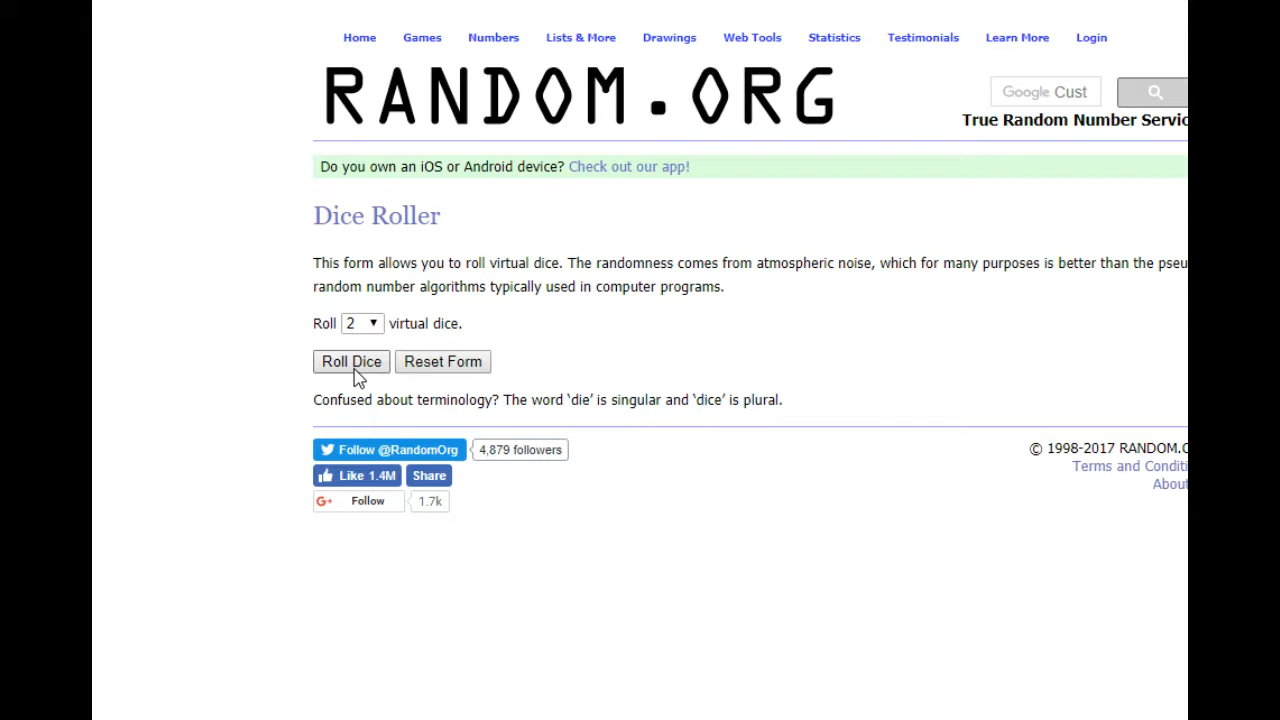 Home Games Numbers Lists & More Drawings Web Tools Statistics Testimonials Learn More Login
RANDOM.ORG
Google Cust
True Random Number Servic
Do you own an iOS or Android device? Check out our app!
Dice Roller
This form allows you to roll virtual dice. The randomness comes from atmospheric noise, which for many purposes is better than the pseu
random number algorithms typically used in computer programs.
Roll 2 virtual dice.
Roll Dice Reset Form
Confused about terminology? The word ‘die’ is singular and ‘dice’ is plural.
Follow @RandomOrg 4,879 followers
© 1998-2017 RANDOM.O
Like 1.4M Share
Terms and Conditi
About
G+ Follow 1.7k